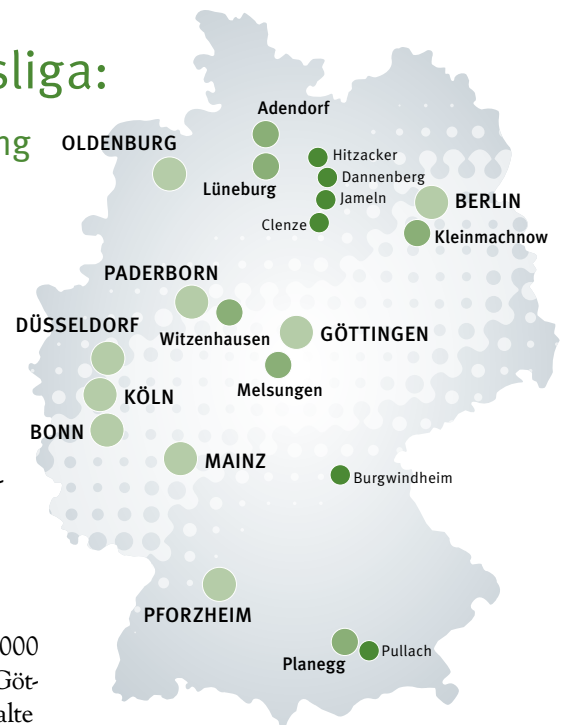 sliga:
ng
Adendorf
OLDENBURG
Hitzacker
Dannenberg
Lüneburg
Jameln
BERLIN
Clenze
Kleinmachnow
PADERBORN
DÜSSELDORF
Witzenhausen
GÖTTINGEN
Melsungen
KÖLN
BONN
MAINZ
Burgwindheim
PFORZHEIM
000
Planegg
Pullach
Göt-
alte